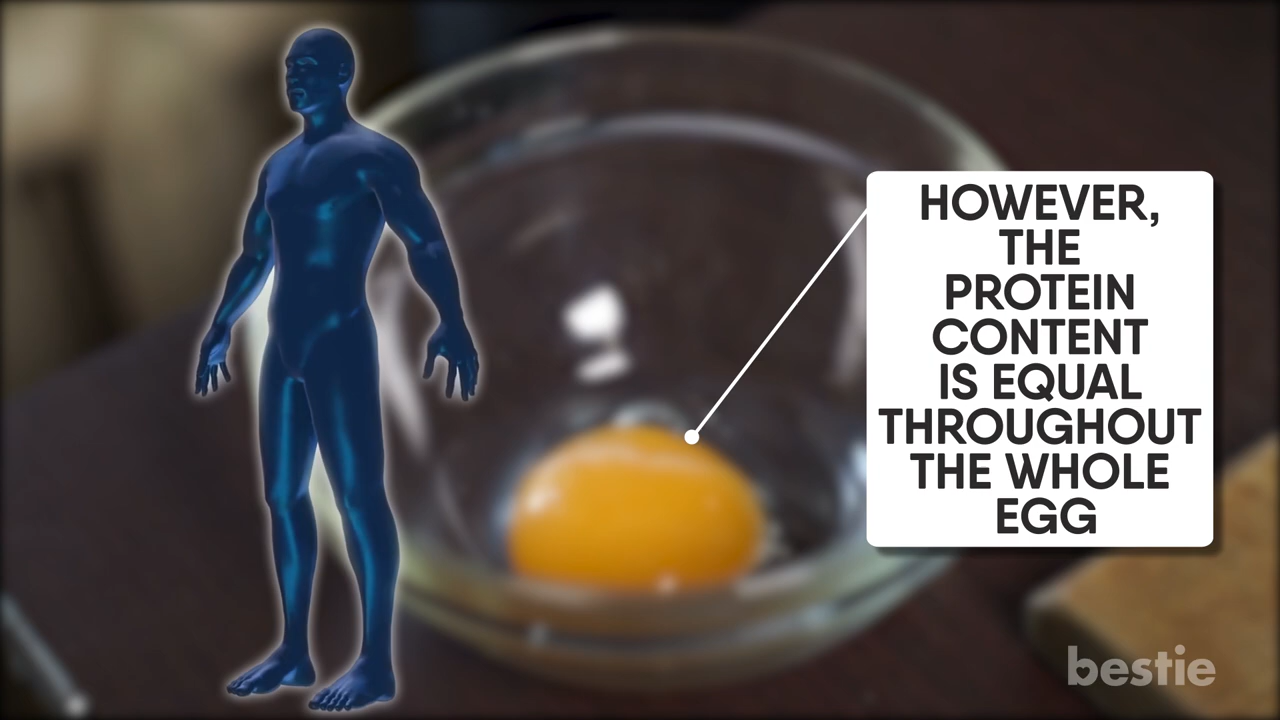 HOWEVER,
THE
PROTEIN
CONTENT
IS EQUAL
THROUGHOUT
THE WHOLE
EGG
bestie